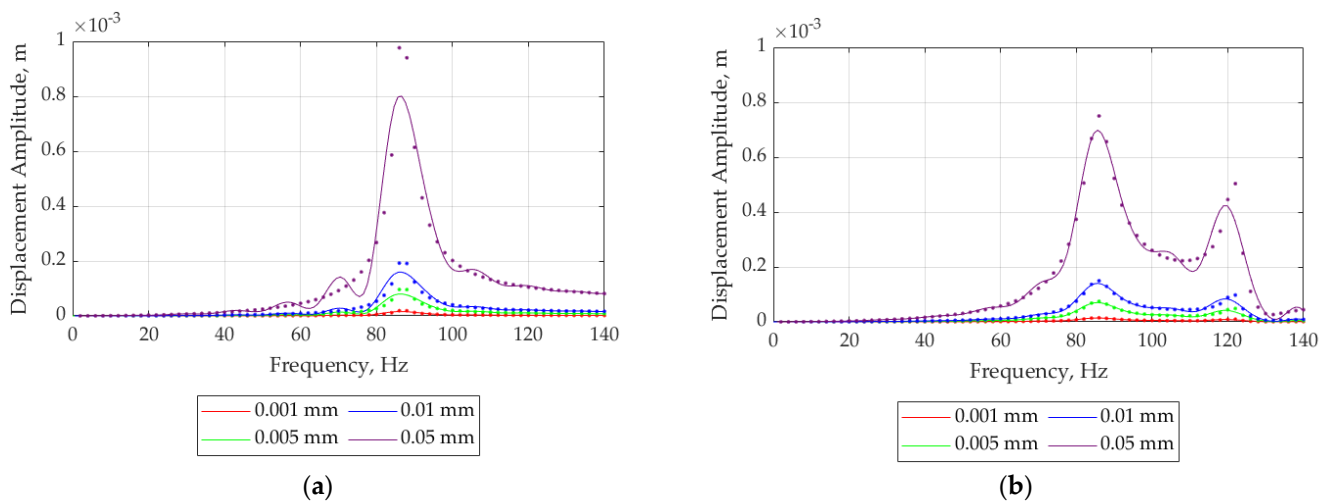 ×10⁻³
1
0.8
0.6
0.4
0.2
0
Displacement Amplitude, m
0 20 40 60 80 100 120 140
Frequency, Hz
0.001 mm 0.01 mm
0.005 mm 0.05 mm
(a)
×10⁻³
1
0.8
0.6
0.4
0.2
0
Displacement Amplitude, m
0 20 40 60 80 100 120 140
Frequency, Hz
0.001 mm 0.01 mm
0.005 mm 0.05 mm
(b)